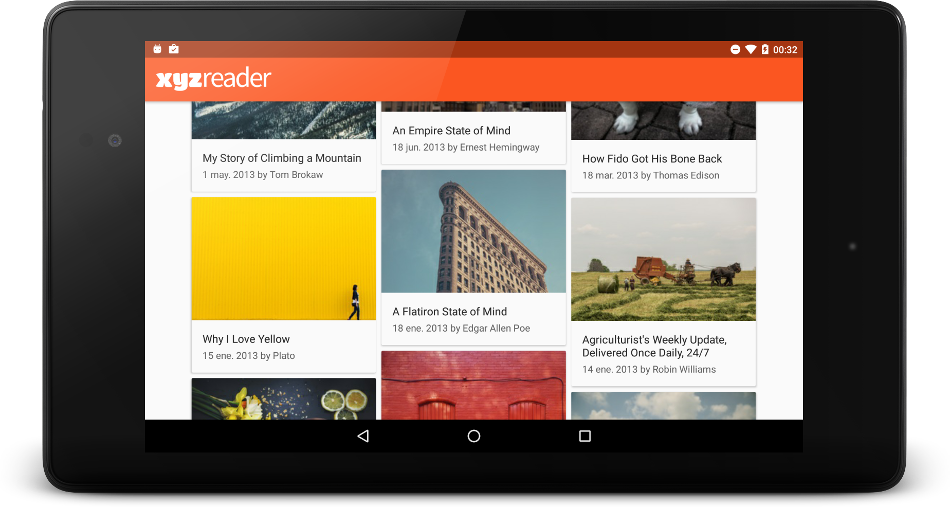 00:32
xyzreader
My Story of Climbing a Mountain
1 may. 2013 by Tom Brokaw
An Empire State of Mind
18 jun. 2013 by Ernest Hemingway
How Fido Got His Bone Back
18 mar. 2013 by Thomas Edison
Why I Love Yellow
15 ene. 2013 by Plato
A Flatiron State of Mind
18 ene. 2013 by Edgar Allen Poe
Agriculturist's Weekly Update,
Delivered Once Daily, 24/7
14 ene. 2013 by Robin Williams